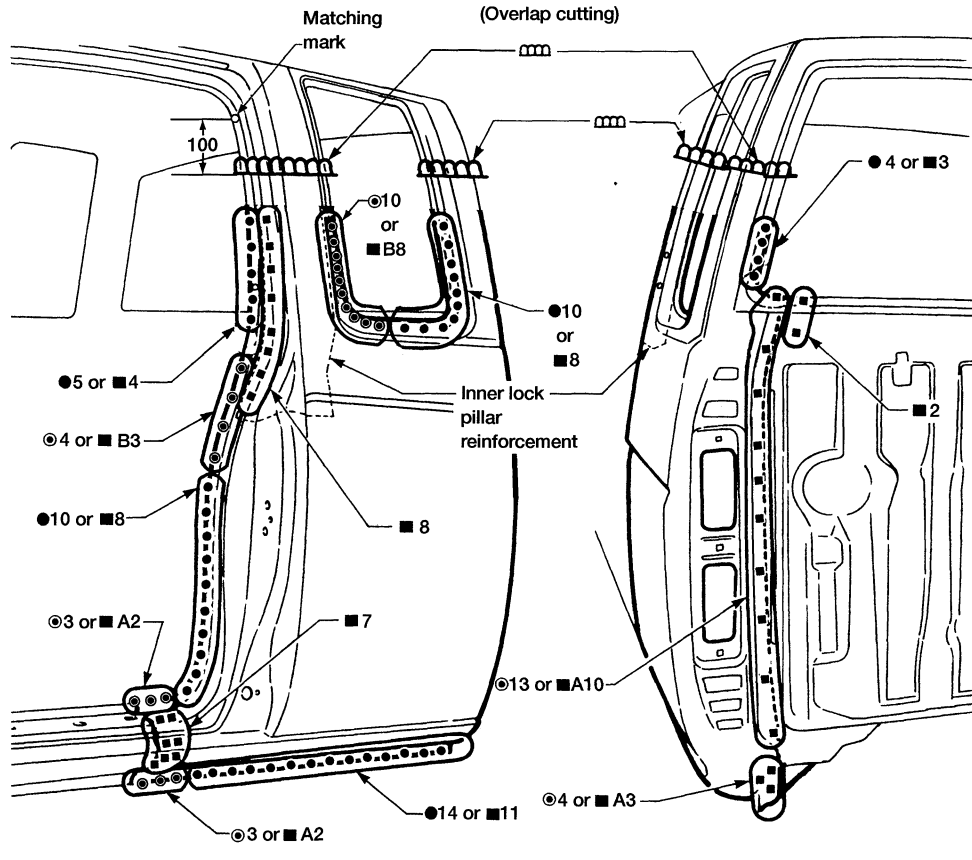 Matching
mark
(Overlap cutting)
100
●4 or ■3
◉10
or
■B8
●10
or
■8
●5 or ■4
Inner lock
pillar
reinforcement
■2
◉4 or ■B3
●10 or ■8
■8
◉3 or ■A2
■7
◉13 or ■A10
◉4 or ■A3
●14 or ■11
◉3 or ■A2